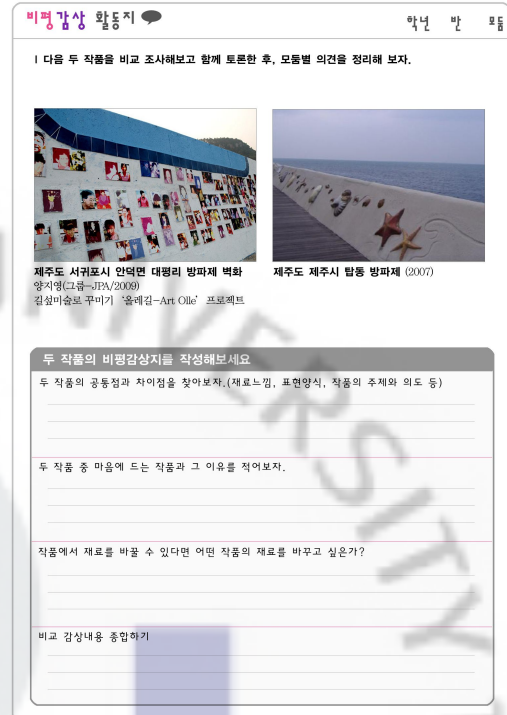 비평감상 활동지
학년 반 모둠
1 다음 두 작품을 비교 조사해보고 함께 토론한 후, 모둠별 의견을 정리해 보자.
제주도 서귀포시 안덕면 대평리 방파제 벽화
양지영(그룹-JPA/2009)
길섶미술로 꾸미기 ‘올레길-Art Olle’ 프로젝트
제주도 제주시 탑동 방파제 (2007)
두 작품의 비평감상지를 작성해보세요
두 작품의 공통점과 차이점을 찾아보자.(재료느낌, 표현양식, 작품의 주제와 의도 등)
두 작품 중 마음에 드는 작품과 그 이유를 적어보자.
작품에서 재료를 바꿀 수 있다면 어떤 작품의 재료를 바꾸고 싶은가?
비교 감상내용 종합하기
UNIVERSITY